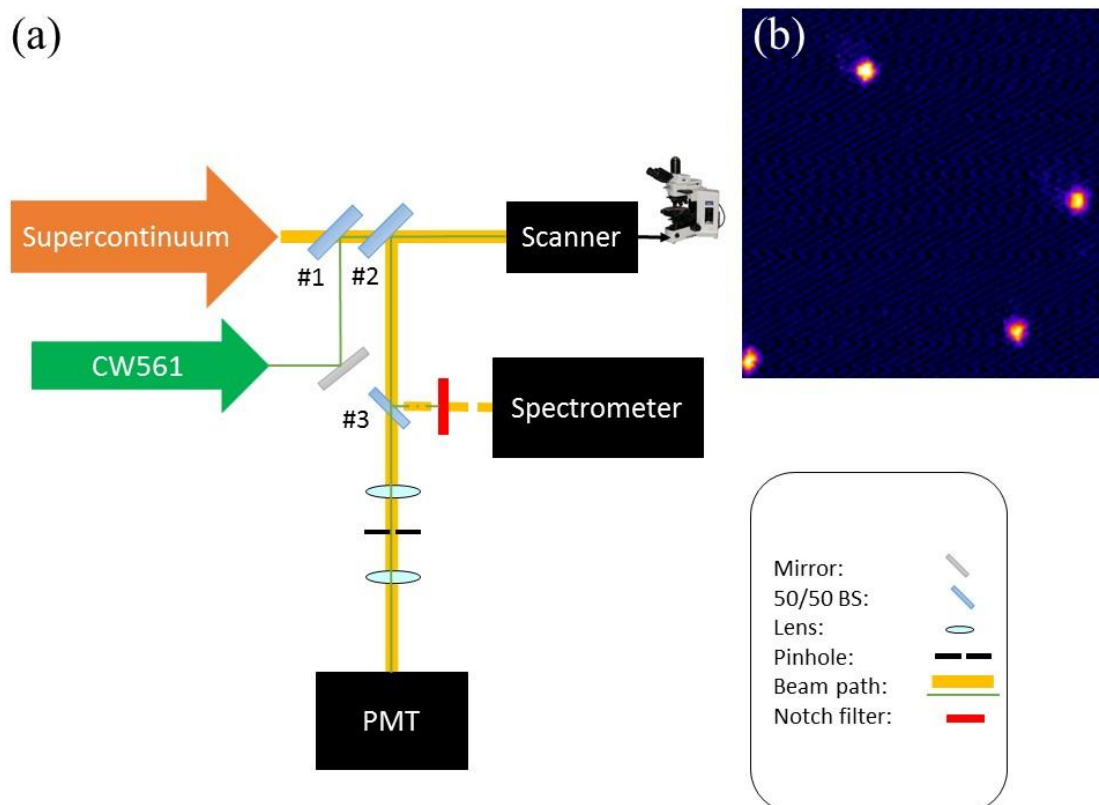 (a)
(b)
Supercontinuum
#1
#2
Scanner
CW561
#3
Spectrometer
PMT
Mirror:
50/50 BS:
Lens:
Pinhole:
Beam path:
Notch filter: